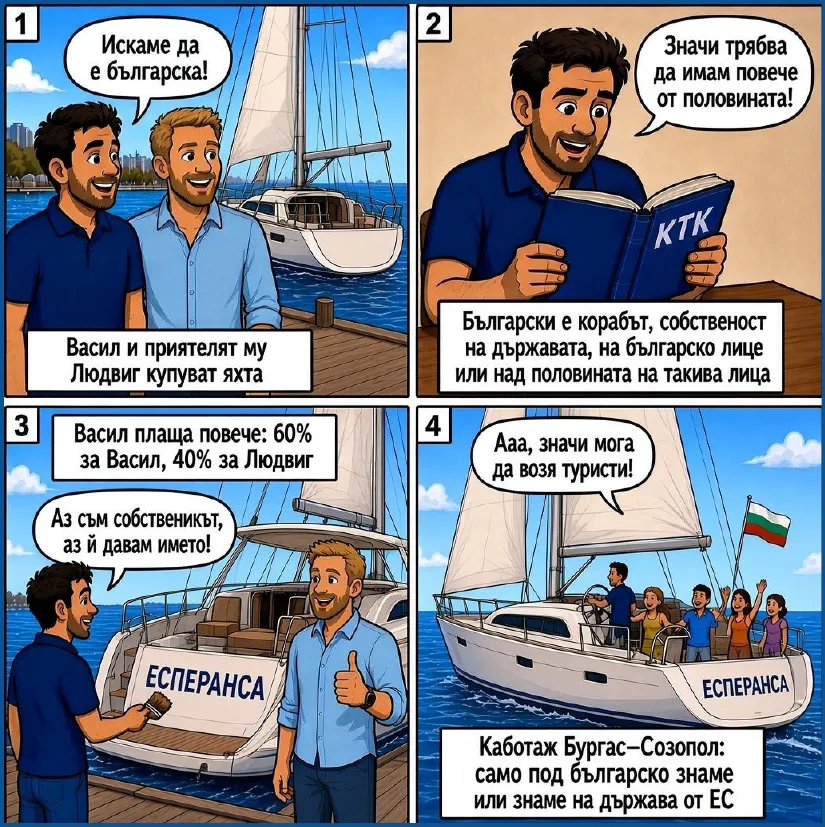 1
Искаме да
е българска!
Васил и приятелят му
Людвиг купуват яхта
2
Значи трябва
да имам повече
от половината!
КТК
Български е корабът, собственост
на държавата, на българско лице
или над половината на такива лица
3
Васил плаща повече: 60%
за Васил, 40% за Людвиг
Аз съм собственикът,
аз ѝ давам името!
ЕСПЕРАНСА
4
Ааа, значи мога
да возя туристи!
ЕСПЕРАНСА
Каботаж Бургас–Созопол:
само под българско знаме
или знаме на държава от ЕС